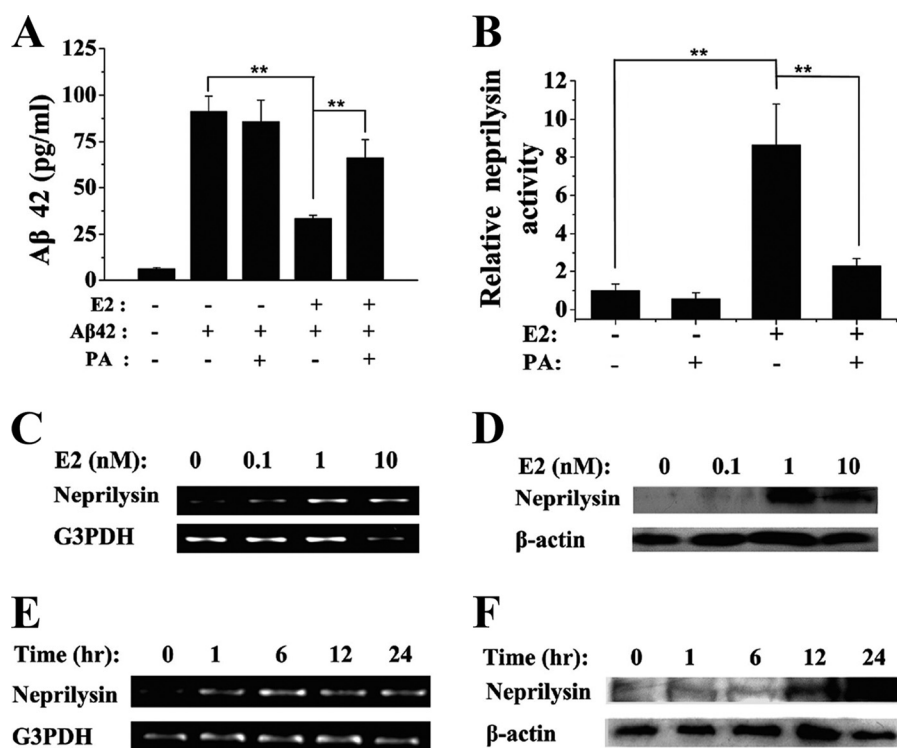 A
Aβ 42 (pg/ml)
125
100
75
50
25
0
**
**
E2 : - - - + +
Aβ42 : - + + + +
PA : - - + - +
B
Relative neprilysin
activity
12
10
8
6
4
2
0
**
**
E2: - - + +
PA: - + - +
C
E2 (nM): 0 0.1 1 10
Neprilysin
G3PDH
D
E2 (nM): 0 0.1 1 10
Neprilysin
β-actin
E
Time (hr): 0 1 6 12 24
Neprilysin
G3PDH
F
Time (hr): 0 1 6 12 24
Neprilysin
β-actin